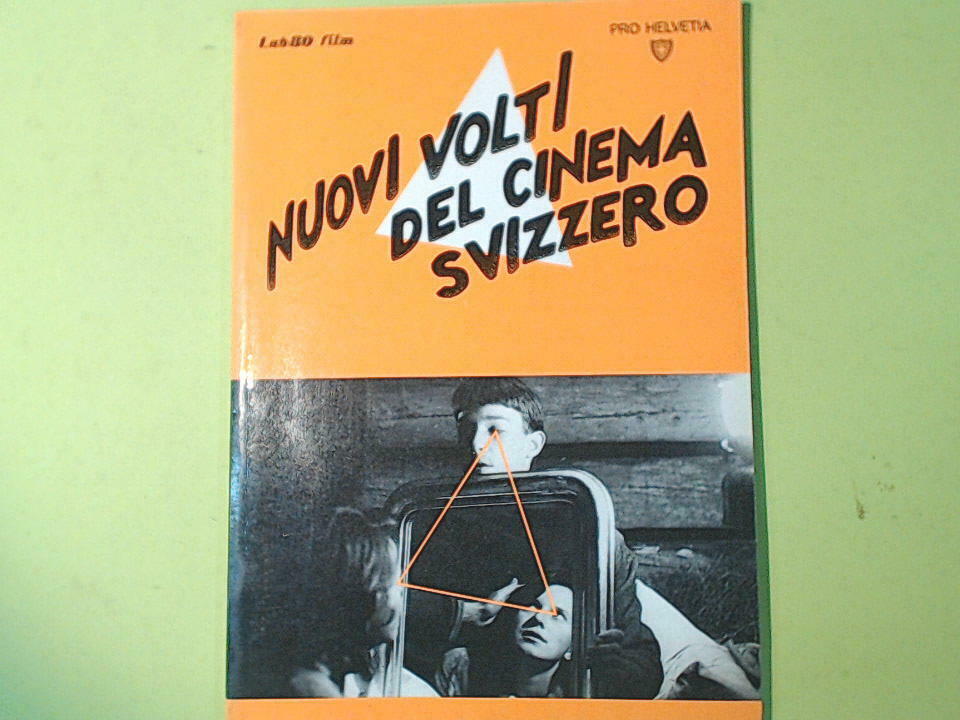 Lab80 film
PRO HELVETIA
NUOVI VOLTI
DEL CINEMA
SVIZZERO